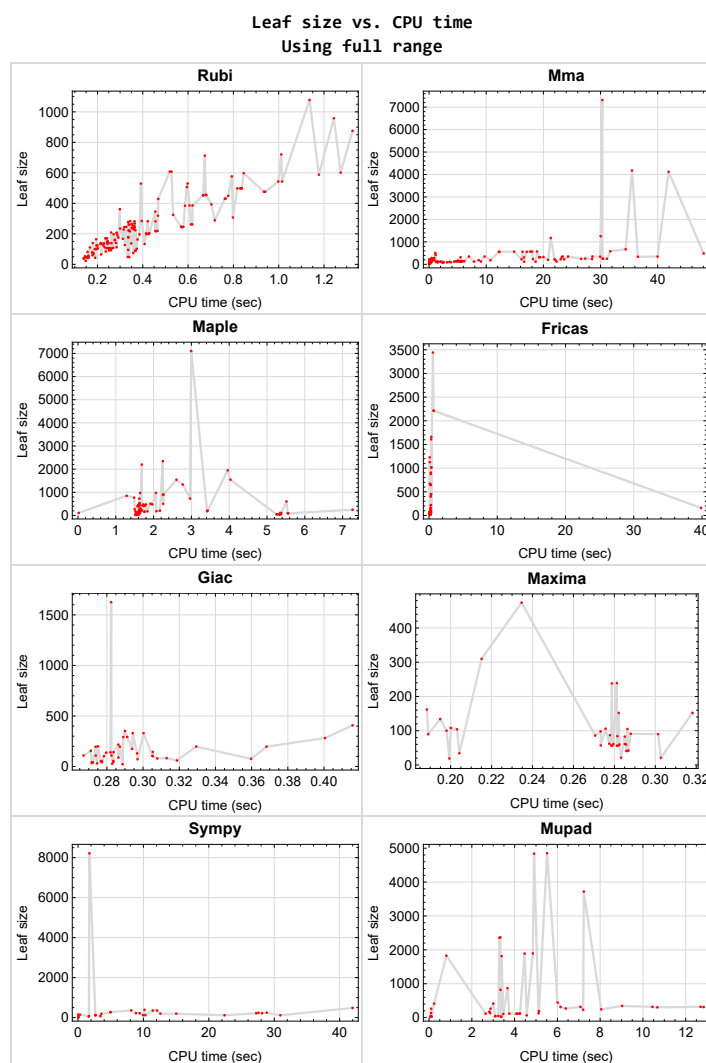 Leaf size vs. CPU time
Using full range
Rubi
Leaf size
1000
800
600
400
200
0
0.2 0.4 0.6 0.8 1.0 1.2
CPU time (sec)
Mma
Leaf size
7000
6000
5000
4000
3000
2000
1000
0
0 10 20 30 40
CPU time (sec)
Maple
Leaf size
7000
6000
5000
4000
3000
2000
1000
0
0 1 2 3 4 5 6 7
CPU time (sec)
Fricas
Leaf size
3500
3000
2500
2000
1500
1000
500
0
0 10 20 30 40
CPU time (sec)
Giac
Leaf size
1500
1000
500
0
0.28 0.30 0.32 0.34 0.36 0.38 0.40
CPU time (sec)
Maxima
Leaf size
400
300
200
100
0
0.20 0.22 0.24 0.26 0.28 0.30 0.32
CPU time (sec)
Sympy
Leaf size
8000
6000
4000
2000
0
0 10 20 30 40
CPU time (sec)
Mupad
Leaf size
5000
4000
3000
2000
1000
0
0 2 4 6 8 10 12
CPU time (sec)